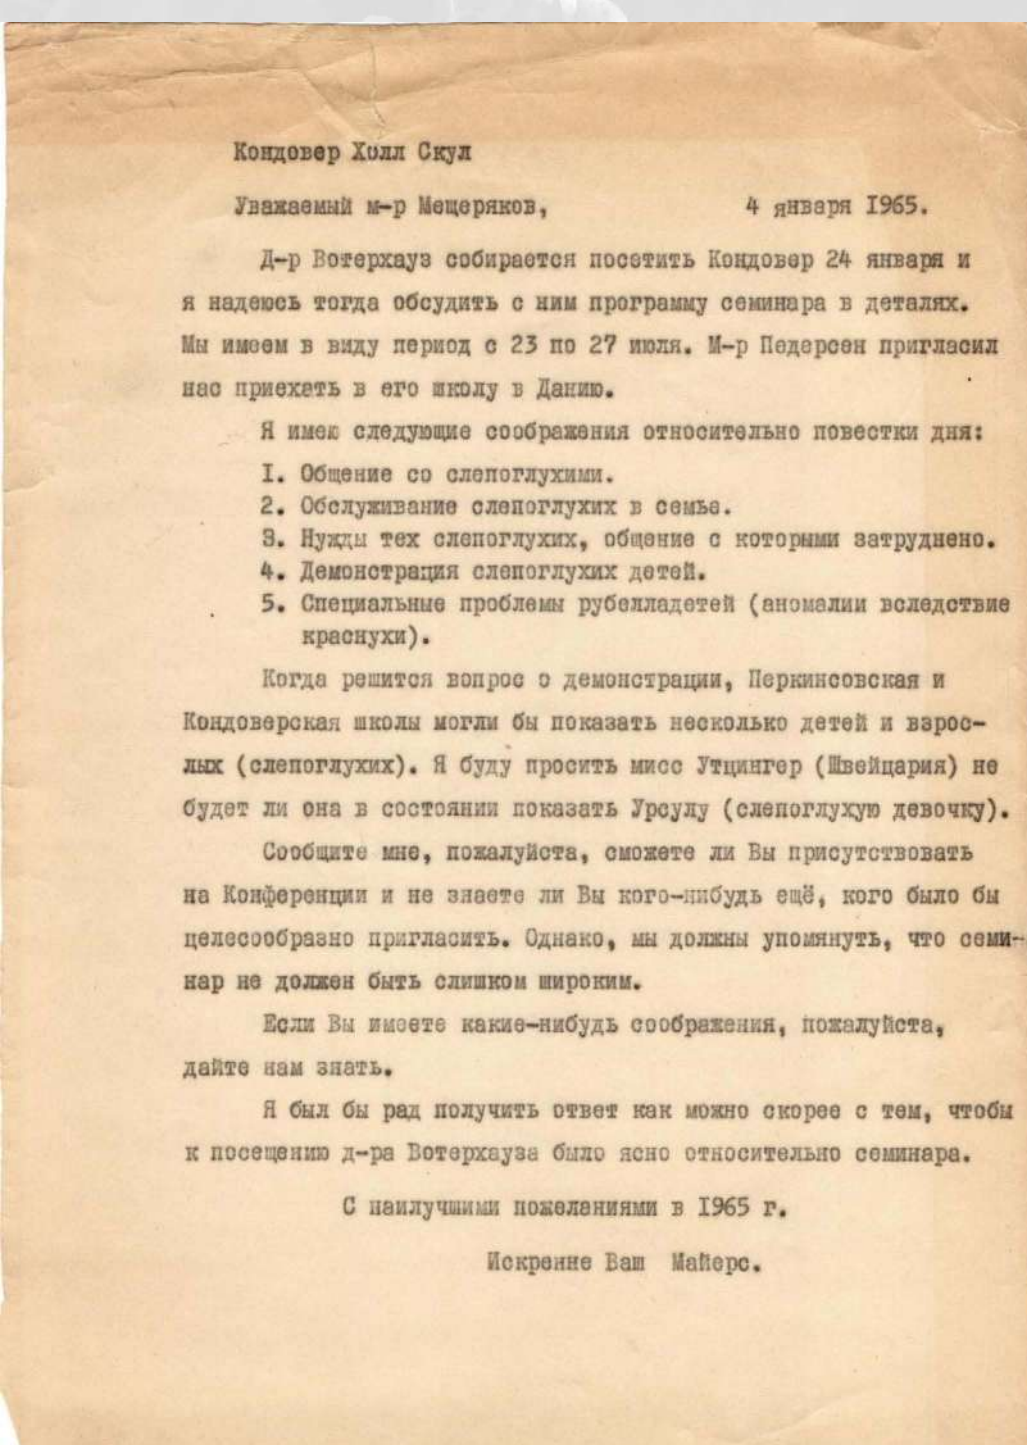 Кондовер Холл Скул
Уважаемый м-р Мещеряков, 4 января 1965.
Д-р Вотерхауз собирается посетить Кондовер 24 января и
я надеюсь тогда обсудить с ним программу семинара в деталях.
Мы имеем в виду период с 23 по 27 июля. М-р Педерсен пригласил
нас приехать в его школу в Данию.
Я имею следующие соображения относительно повестки дня:
1. Общение со слепоглухими.
2. Обслуживание слепоглухих в семье.
3. Нужды тех слепоглухих, общение с которыми затруднено.
4. Демонстрация слепоглухих детей.
5. Специальные проблемы рубелладетей (аномалии вследствие
краснухи).
Когда решится вопрос о демонстрации, Перкинсовская и
Кондоверская школы могли бы показать несколько детей и взрос-
лых (слепоглухих). Я буду просить мисс Утцингер (Швейцария) не
будет ли она в состоянии показать Урсулу (слепоглухую девочку).
Сообщите мне, пожалуйста, сможете ли Вы присутствовать
на Конференции и не знаете ли Вы кого-нибудь ещё, кого было бы
целесообразно пригласить. Однако, мы должны упомянуть, что семи-
нар не должен быть слишком широким.
Если Вы имеете какие-нибудь соображения, пожалуйста,
дайте нам знать.
Я был бы рад получить ответ как можно скорее с тем, чтобы
к посещению д-ра Вотерхауза было ясно относительно семинара.
С наилучшими пожеланиями в 1965 г.
Искренне Ваш Майерс.